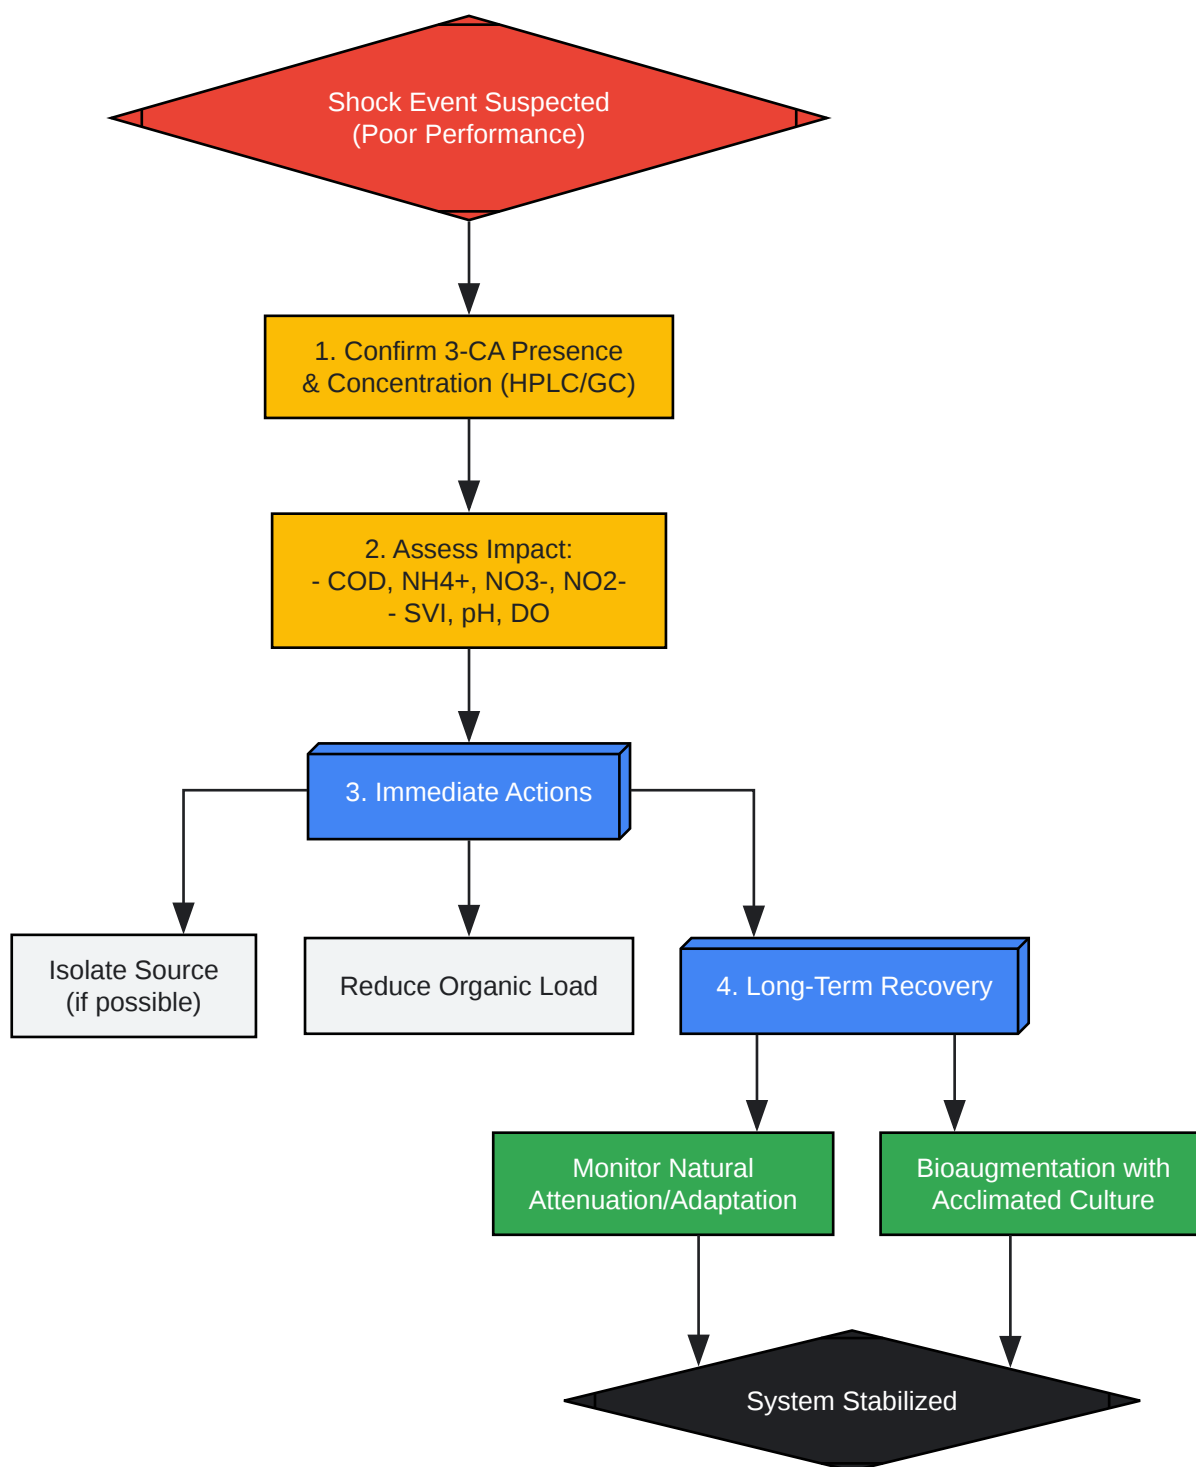 Shock Event Suspected
(Poor Performance)
1. Confirm 3-CA Presence
& Concentration (HPLC/GC)
2. Assess Impact:
- COD, NH4+, NO3-, NO2-
- SVI, pH, DO
3. Immediate Actions
Isolate Source
(if possible)
Reduce Organic Load
4. Long-Term Recovery
Monitor Natural
Attenuation/Adaptation
Bioaugmentation with
Acclimated Culture
System Stabilized